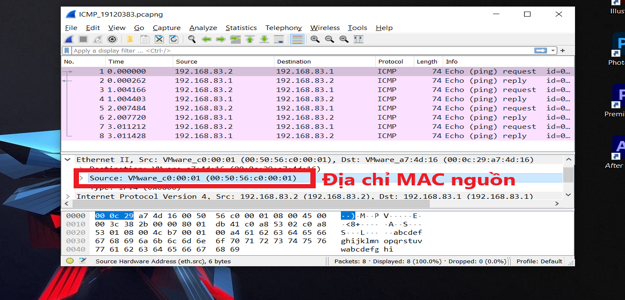 ICMP_19120383.pcapng
File Edit View Go Capture Analyze Statistics Telephony Wireless Tools Help
Apply a display filter ... <Ctrl-/>
No. Time Source Destination Protocol Length Info
1 0.000000 192.168.83.2 192.168.83.1 ICMP 74 Echo (ping) request id=0…
2 0.000262 192.168.83.1 192.168.83.2 ICMP 74 Echo (ping) reply id=0…
3 1.004166 192.168.83.2 192.168.83.1 ICMP 74 Echo (ping) request id=0…
4 1.004403 192.168.83.1 192.168.83.2 ICMP 74 Echo (ping) reply id=0…
5 2.007484 192.168.83.2 192.168.83.1 ICMP 74 Echo (ping) request id=0…
6 2.007720 192.168.83.1 192.168.83.2 ICMP 74 Echo (ping) reply id=0…
7 3.011212 192.168.83.2 192.168.83.1 ICMP 74 Echo (ping) request id=0…
8 3.011428 192.168.83.1 192.168.83.2 ICMP 74 Echo (ping) reply id=0…
Ethernet II, Src: VMware_c0:00:01 (00:50:56:c0:00:01), Dst: VMware_a7:4d:16 (00:0c:29:a7:4d:16)
Source: VMware_c0:00:01 (00:50:56:c0:00:01)
Địa chỉ MAC nguồn
Internet Protocol Version 4, Src: 192.168.83.2 (192.168.83.2), Dst: 192.168.83.1 (192.168.83.1)
0000 00 0c 29 a7 4d 16 00 50 56 c0 00 01 08 00 45 00 ··)·M··P V·····E·
0010 00 3c 38 2b 00 00 80 01 db 41 c0 a8 53 02 c0 a8 ·<8+···· ·A··S···
0020 53 01 08 00 4c b7 00 01 00 a4 61 62 63 64 65 66 S···L··· ··abcdef
0030 67 68 69 6a 6b 6c 6d 6e 6f 70 71 72 73 74 75 76 ghijklmn opqrstuv
0040 77 61 62 63 64 65 66 67 68 69 wabcdefg hi
Source Hardware Address (eth.src), 6 bytes Packets: 8 · Displayed: 8 (100.0%) · Dropped: 0 (0.0%) Profile: Default
Illus
Phot
Premi
After